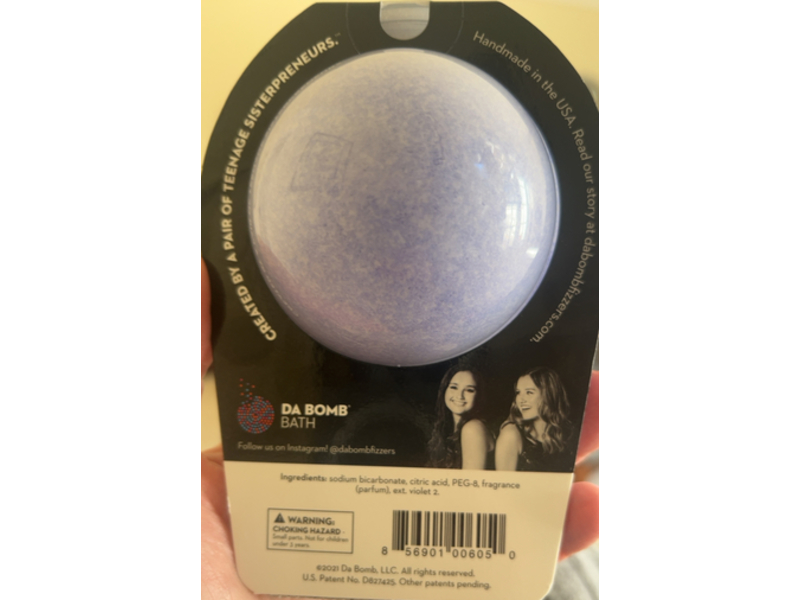 CREATED BY A PAIR OF TEENAGE SISTERPRENEURS.™
Handmade in the USA. Read our story at dabombfizzers.com.
DA BOMB®
BATH
Follow us on Instagram! @dabombfizzers
Ingredients: sodium bicarbonate, citric acid, PEG-8, fragrance
(parfum), ext. violet 2.
WARNING:
CHOKING HAZARD -
Small parts. Not for children
under 3 years.
8 56901 00605 0
©2021 Da Bomb, LLC. All rights reserved.
U.S. Patent No. D827425. Other patents pending.